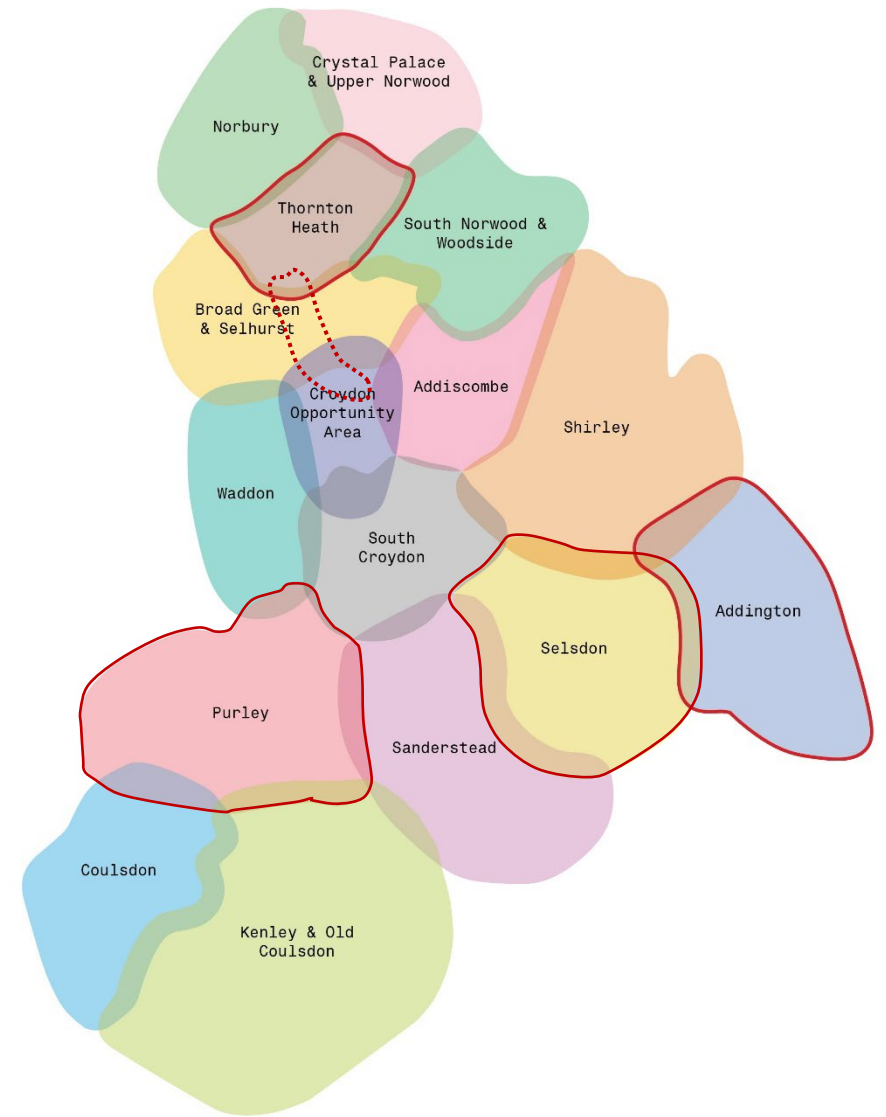 Crystal Palace
& Upper Norwood
Norbury
Thornton
Heath
South Norwood &
Woodside
Broad Green
& Selhurst
Croydon
Opportunity
Area
Addiscombe
Shirley
Waddon
South
Croydon
Addington
Selsdon
Purley
Sanderstead
Coulsdon
Kenley & Old
Coulsdon